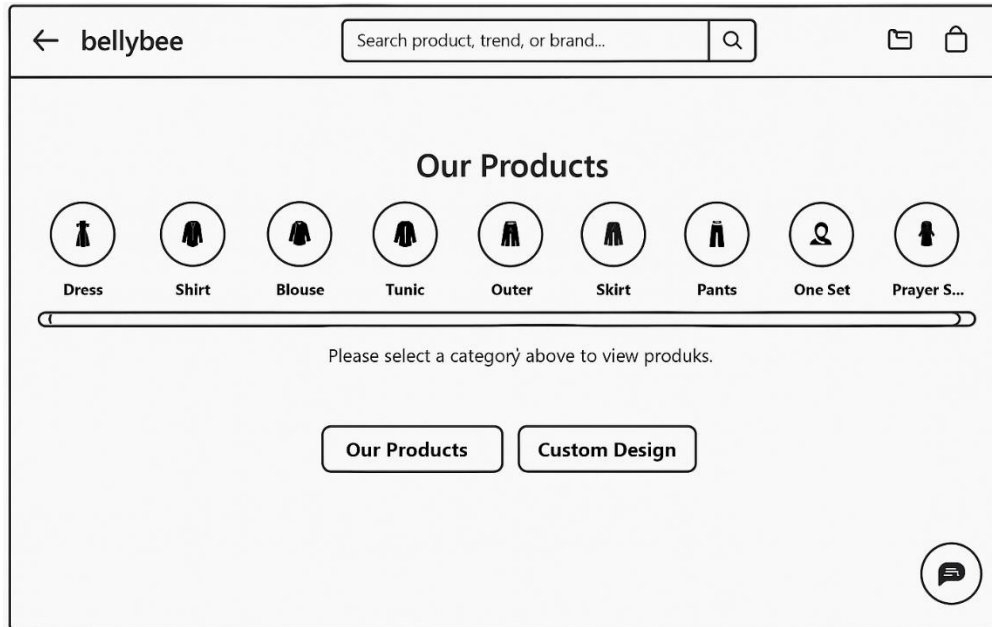 bellybee
Search product, trend, or brand...
Our Products
Dress Shirt Blouse Tunic Outer Skirt Pants One Set Prayer S...
Please select a category above to view produks.
Our Products Custom Design